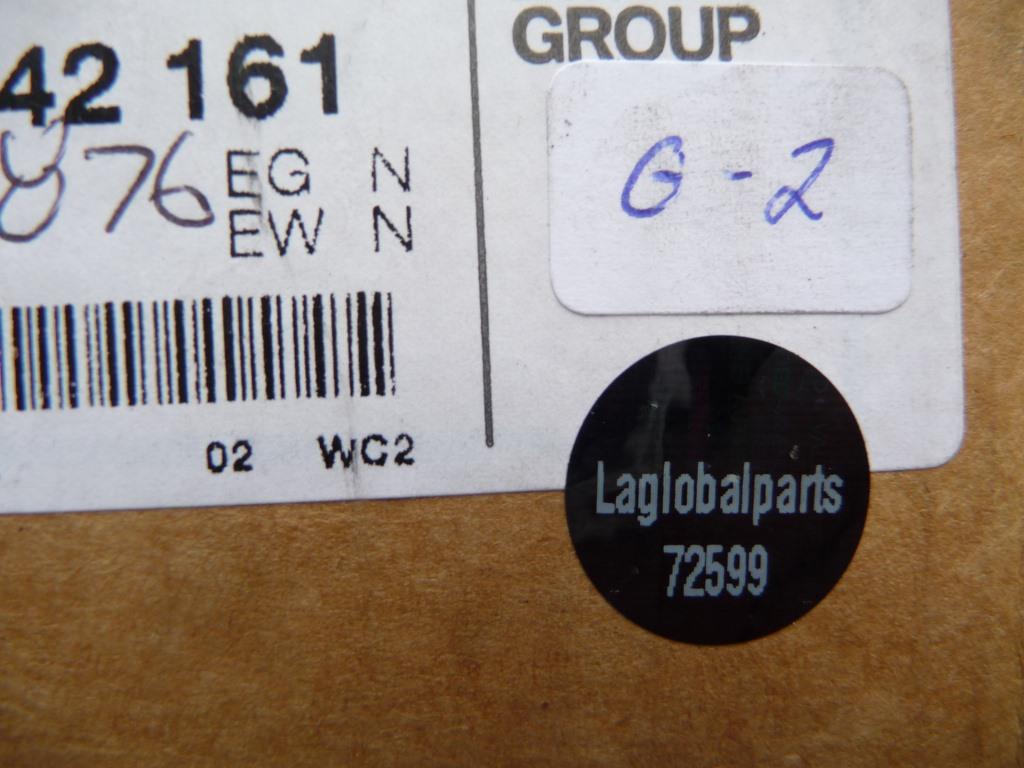 GROUP
42 161
876 EG N
EW N
G-2
02 WC2
Laglobalparts
72599